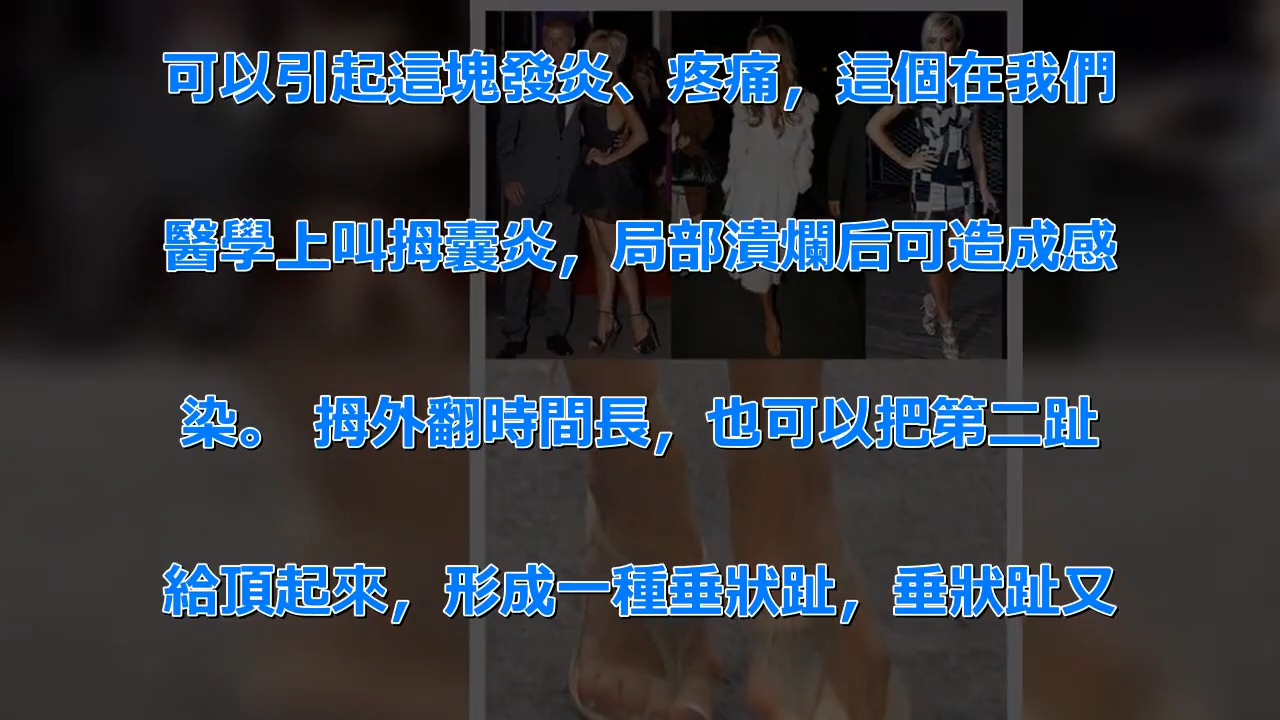 可以引起這塊發炎、疼痛，這個在我們
醫學上叫拇囊炎，局部潰爛后可造成感
染。 拇外翻時間長，也可以把第二趾
給頂起來，形成一種垂狀趾，垂狀趾又